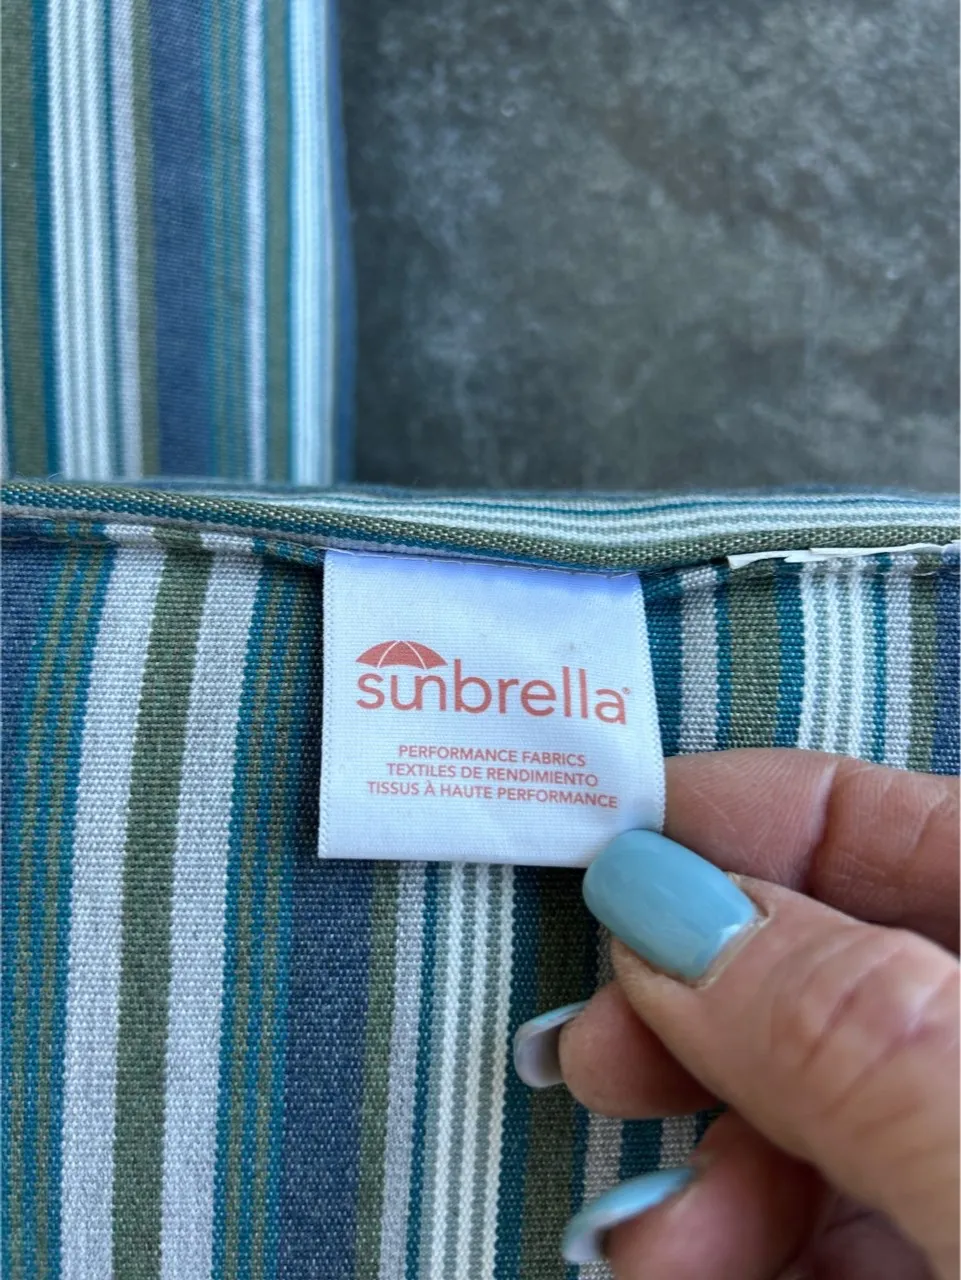 sunbrella®
PERFORMANCE FABRICS
TEXTILES DE RENDIMIENTO
TISSUS À HAUTE PERFORMANCE